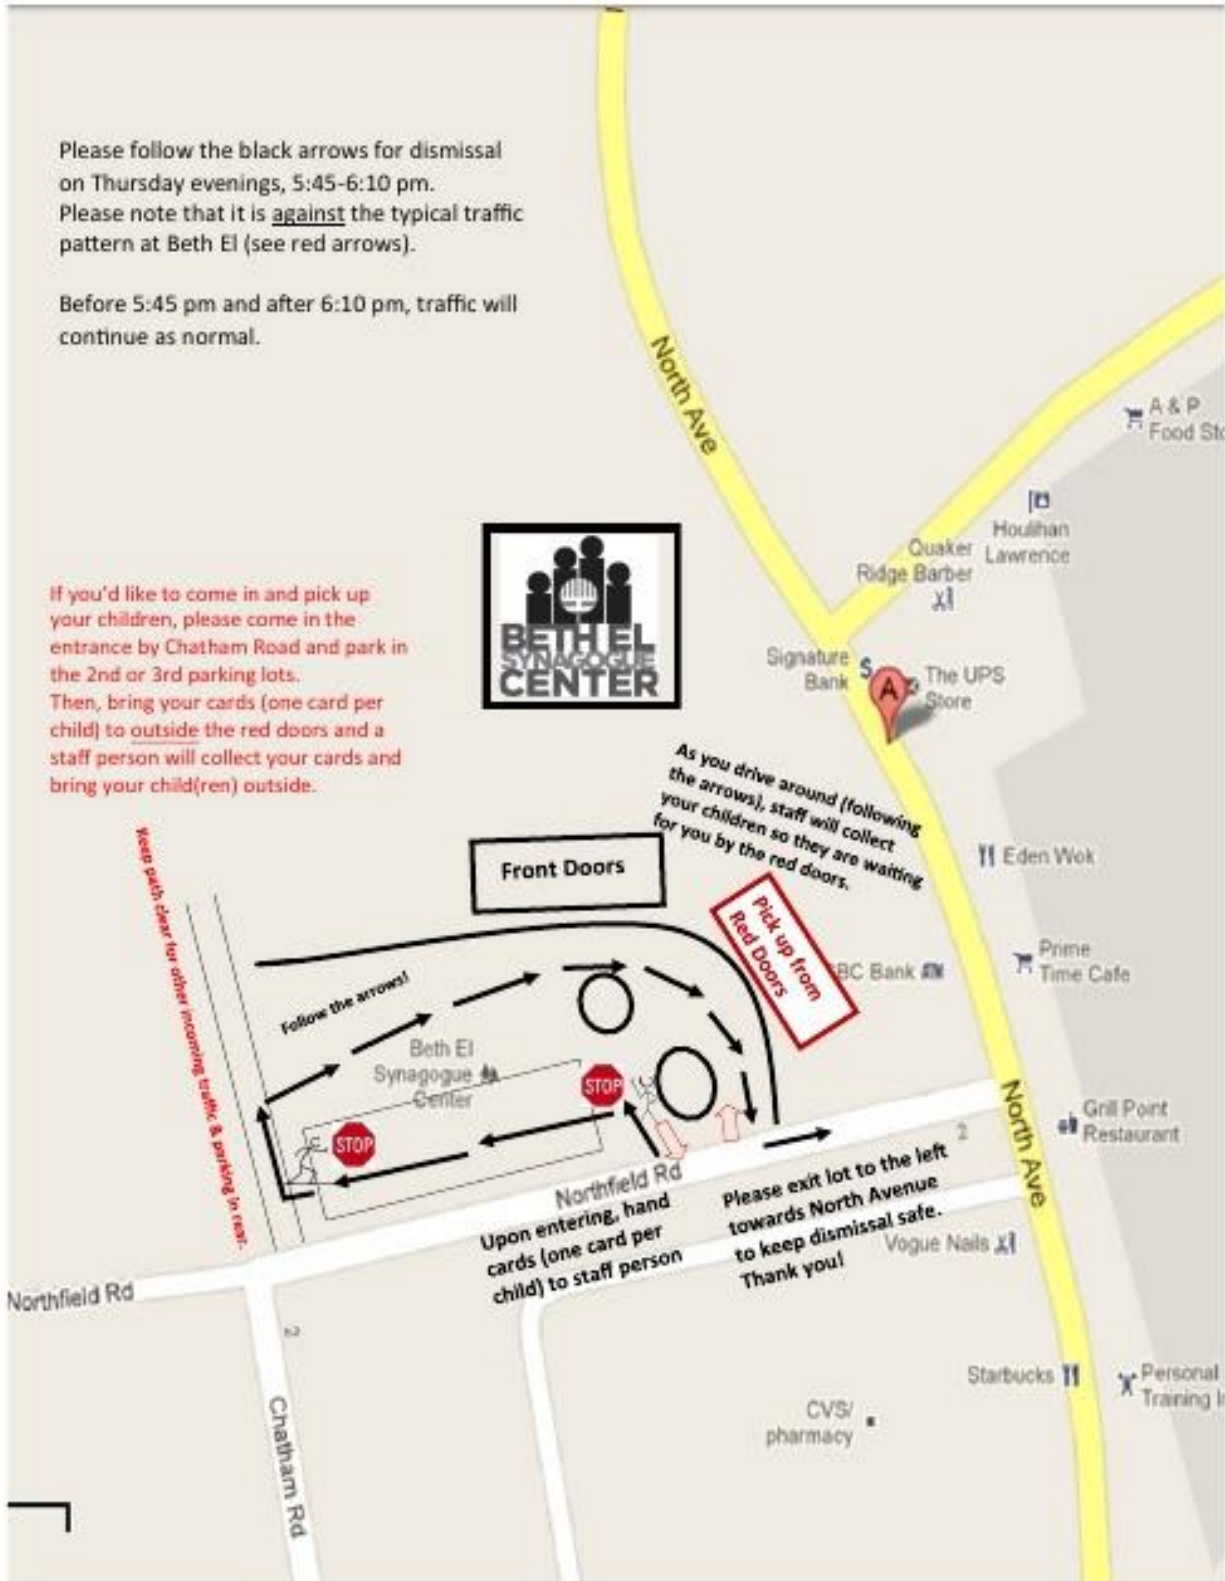 Please follow the black arrows for dismissal
on Thursday evenings, 5:45-6:10 pm.
Please note that it is against the typical traffic
pattern at Beth El (see red arrows).
Before 5:45 pm and after 6:10 pm, traffic will
continue as normal.
North Ave
A & P
Food Sto
Houlihan
Lawrence
Quaker
Ridge Barber
BETH EL
SYNAGOGUE
CENTER
If you'd like to come in and pick up
your children, please come in the
entrance by Chatham Road and park in
the 2nd or 3rd parking lots.
Then, bring your cards (one card per
child) to outside the red doors and a
staff person will collect your cards and
bring your child(ren) outside.
Signature
Bank
$
A
The UPS
Store
As you drive around (following
the arrows), staff will collect
your children so they are waiting
for you by the red doors.
Keep path clear for other incoming traffic & parking in rear.
Front Doors
Eden Wok
Pick up from
Red Doors
BC Bank
Prime
Time Cafe
Follow the arrows!
Beth El
Synagogue
Center
STOP
STOP
North Ave
Grill Point
Restaurant
2
Northfield Rd
Upon entering, hand
cards (one card per
child) to staff person
Please exit lot to the left
towards North Avenue
to keep dismissal safe.
Thank you!
Vogue Nails
Northfield Rd
2
Chatham Rd
Starbucks
Personal
Training I
CVS/
pharmacy